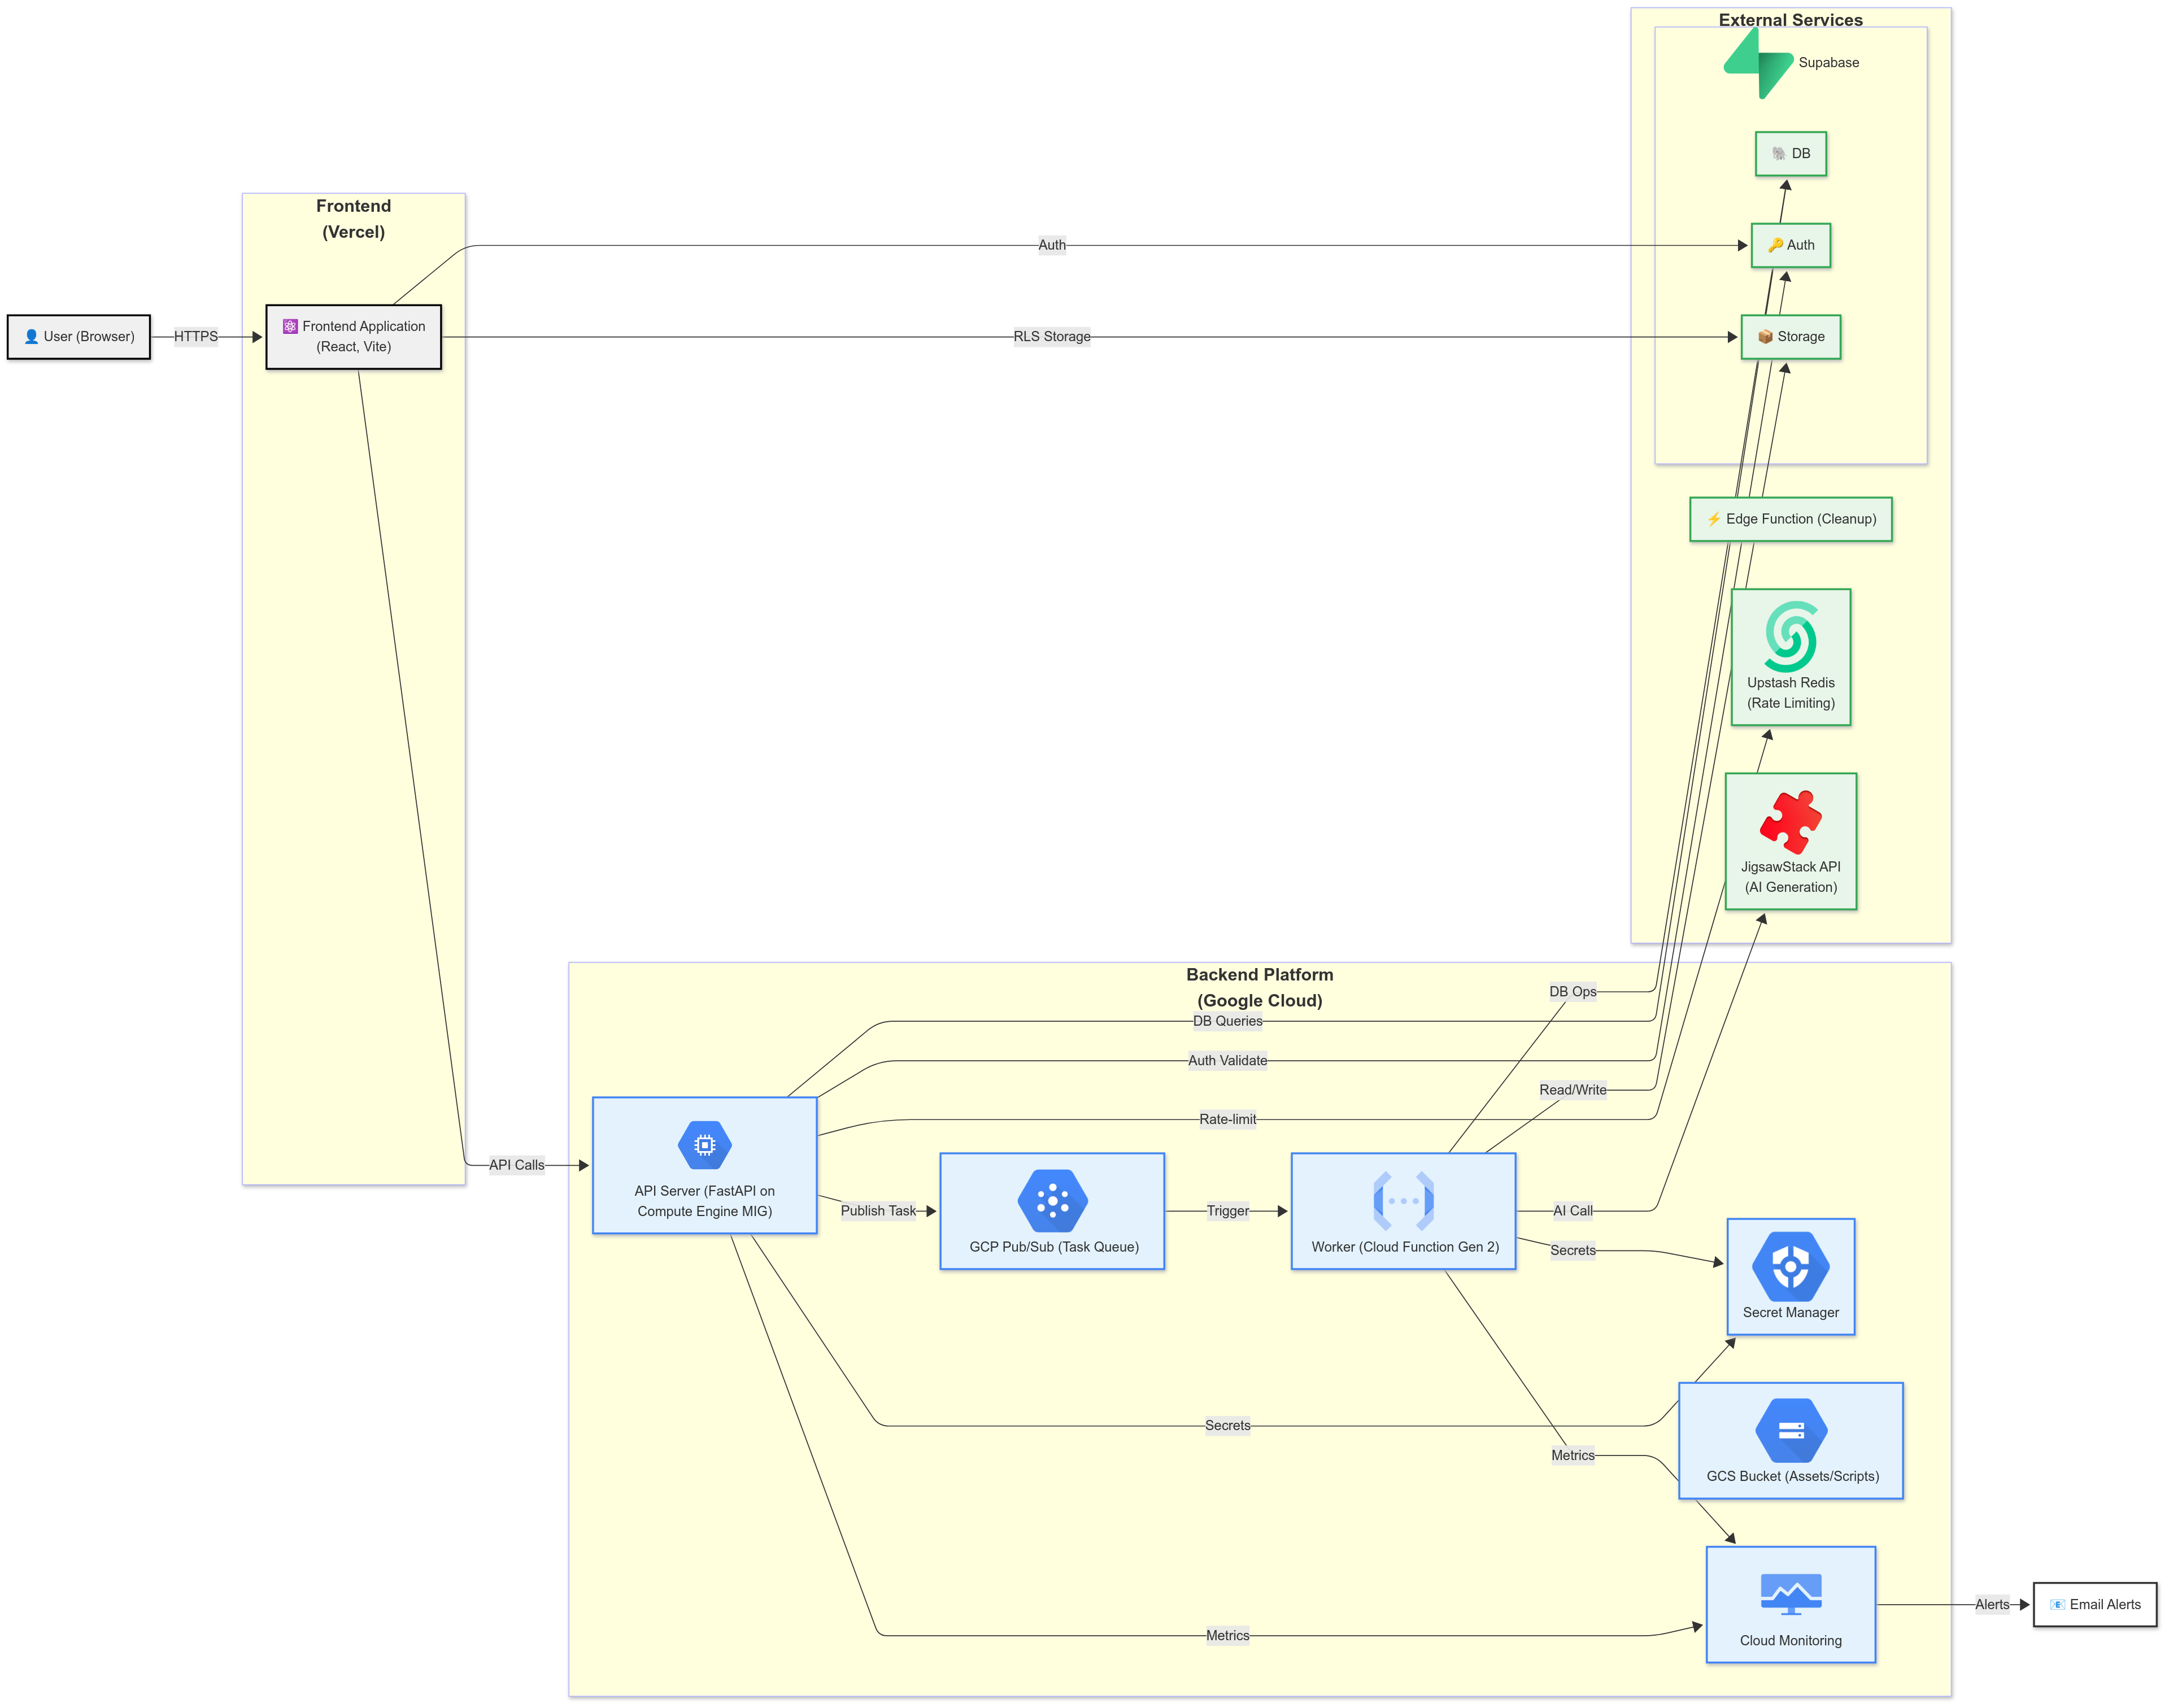 External Services
Supabase
🐘 DB
🔑 Auth
📦 Storage
⚡ Edge Function (Cleanup)
Upstash Redis
(Rate Limiting)
JigsawStack API
(AI Generation)
Frontend
(Vercel)
👤 User (Browser)
HTTPS
⚛️ Frontend Application
(React, Vite)
Auth
RLS Storage
API Calls
Backend Platform
(Google Cloud)
DB Ops
DB Queries
Auth Validate
Read/Write
Rate-limit
API Server (FastAPI on
Compute Engine MIG)
Publish Task
GCP Pub/Sub (Task Queue)
Trigger
Worker (Cloud Function Gen 2)
AI Call
Secrets
Secret Manager
Secrets
Metrics
GCS Bucket (Assets/Scripts)
Metrics
Cloud Monitoring
Alerts
📧 Email Alerts